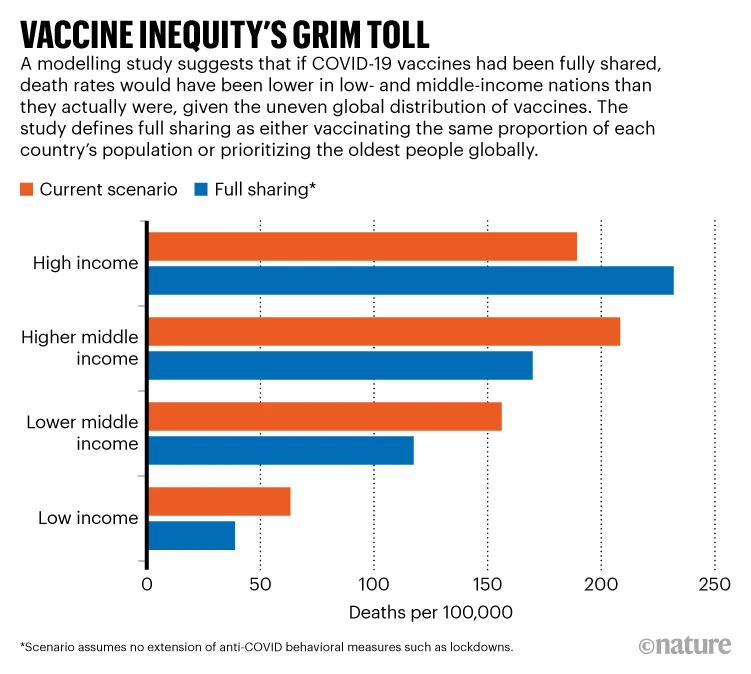 VACCINE INEQUITY'S GRIM TOLL
A modelling study suggests that if COVID-19 vaccines had been fully shared,
death rates would have been lower in low- and middle-income nations than
they actually were, given the uneven global distribution of vaccines. The
study defines full sharing as either vaccinating the same proportion of each
country's population or prioritizing the oldest people globally.
Current scenario Full sharing*
High income
Higher middle
income
Lower middle
income
Low income
0 50 100 150 200 250
Deaths per 100,000
*Scenario assumes no extension of anti-COVID behavioral measures such as lockdowns.
©nature